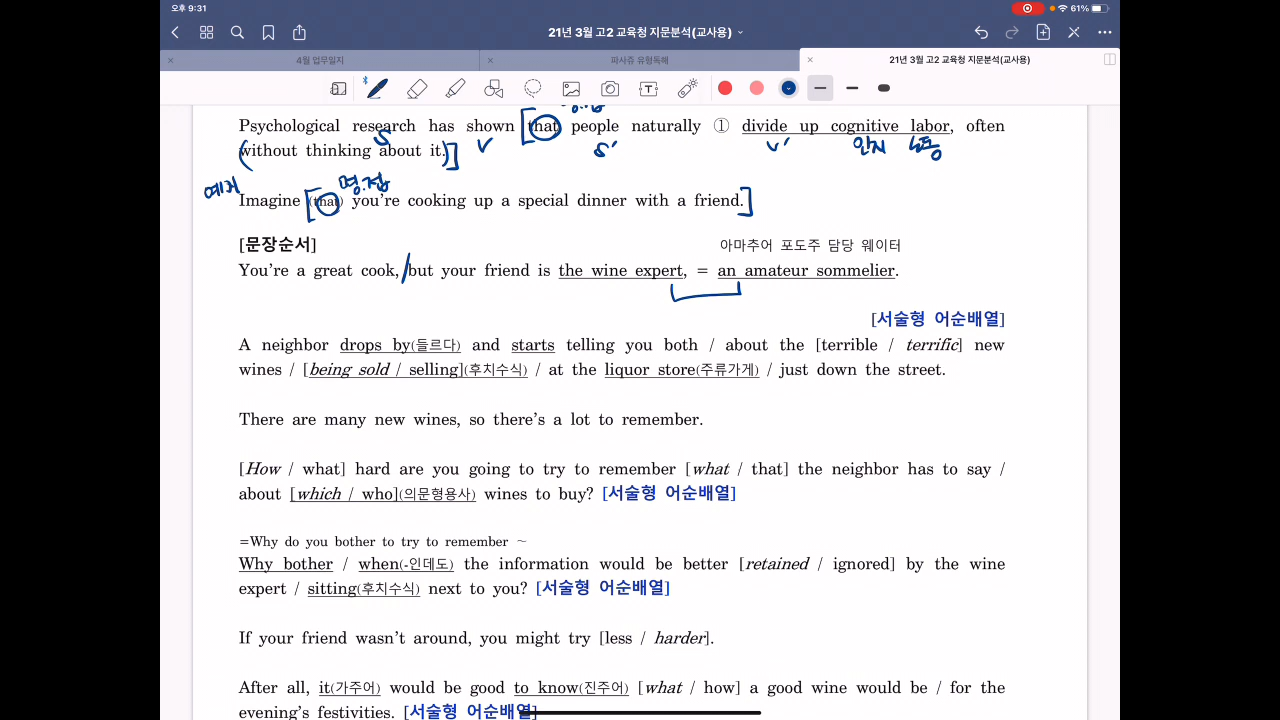 오후 9:31
61%
21년 3월 고2 교육청 지문분석(교사용)
4월 업무일지
파사쥬 유형독해
21년 3월 고2 교육청 지문분석(교사용)
Psychological research has shown that people naturally ① divide up cognitive labor, often
S V S' V' 인지 노동
(without thinking about it.)]
예시 명.접
Imagine [(that) you're cooking up a special dinner with a friend.]
[문장순서] 아마추어 포도주 담당 웨이터
You're a great cook, / but your friend is the wine expert, = an amateur sommelier.
[서술형 어순배열]
A neighbor drops by(들르다) and starts telling you both / about the [terrible / terrific] new
wines / [being sold / selling](후치수식) / at the liquor store(주류가게) / just down the street.
There are many new wines, so there's a lot to remember.
[How / what] hard are you going to try to remember [what / that] the neighbor has to say /
about [which / who](의문형용사) wines to buy? [서술형 어순배열]
=Why do you bother to try to remember ~
Why bother / when(-인데도) the information would be better [retained / ignored] by the wine
expert / sitting(후치수식) next to you? [서술형 어순배열]
If your friend wasn't around, you might try [less / harder].
After all, it(가주어) would be good to know(진주어) [what / how] a good wine would be / for the
evening's festivities. [서술형 어순배열]